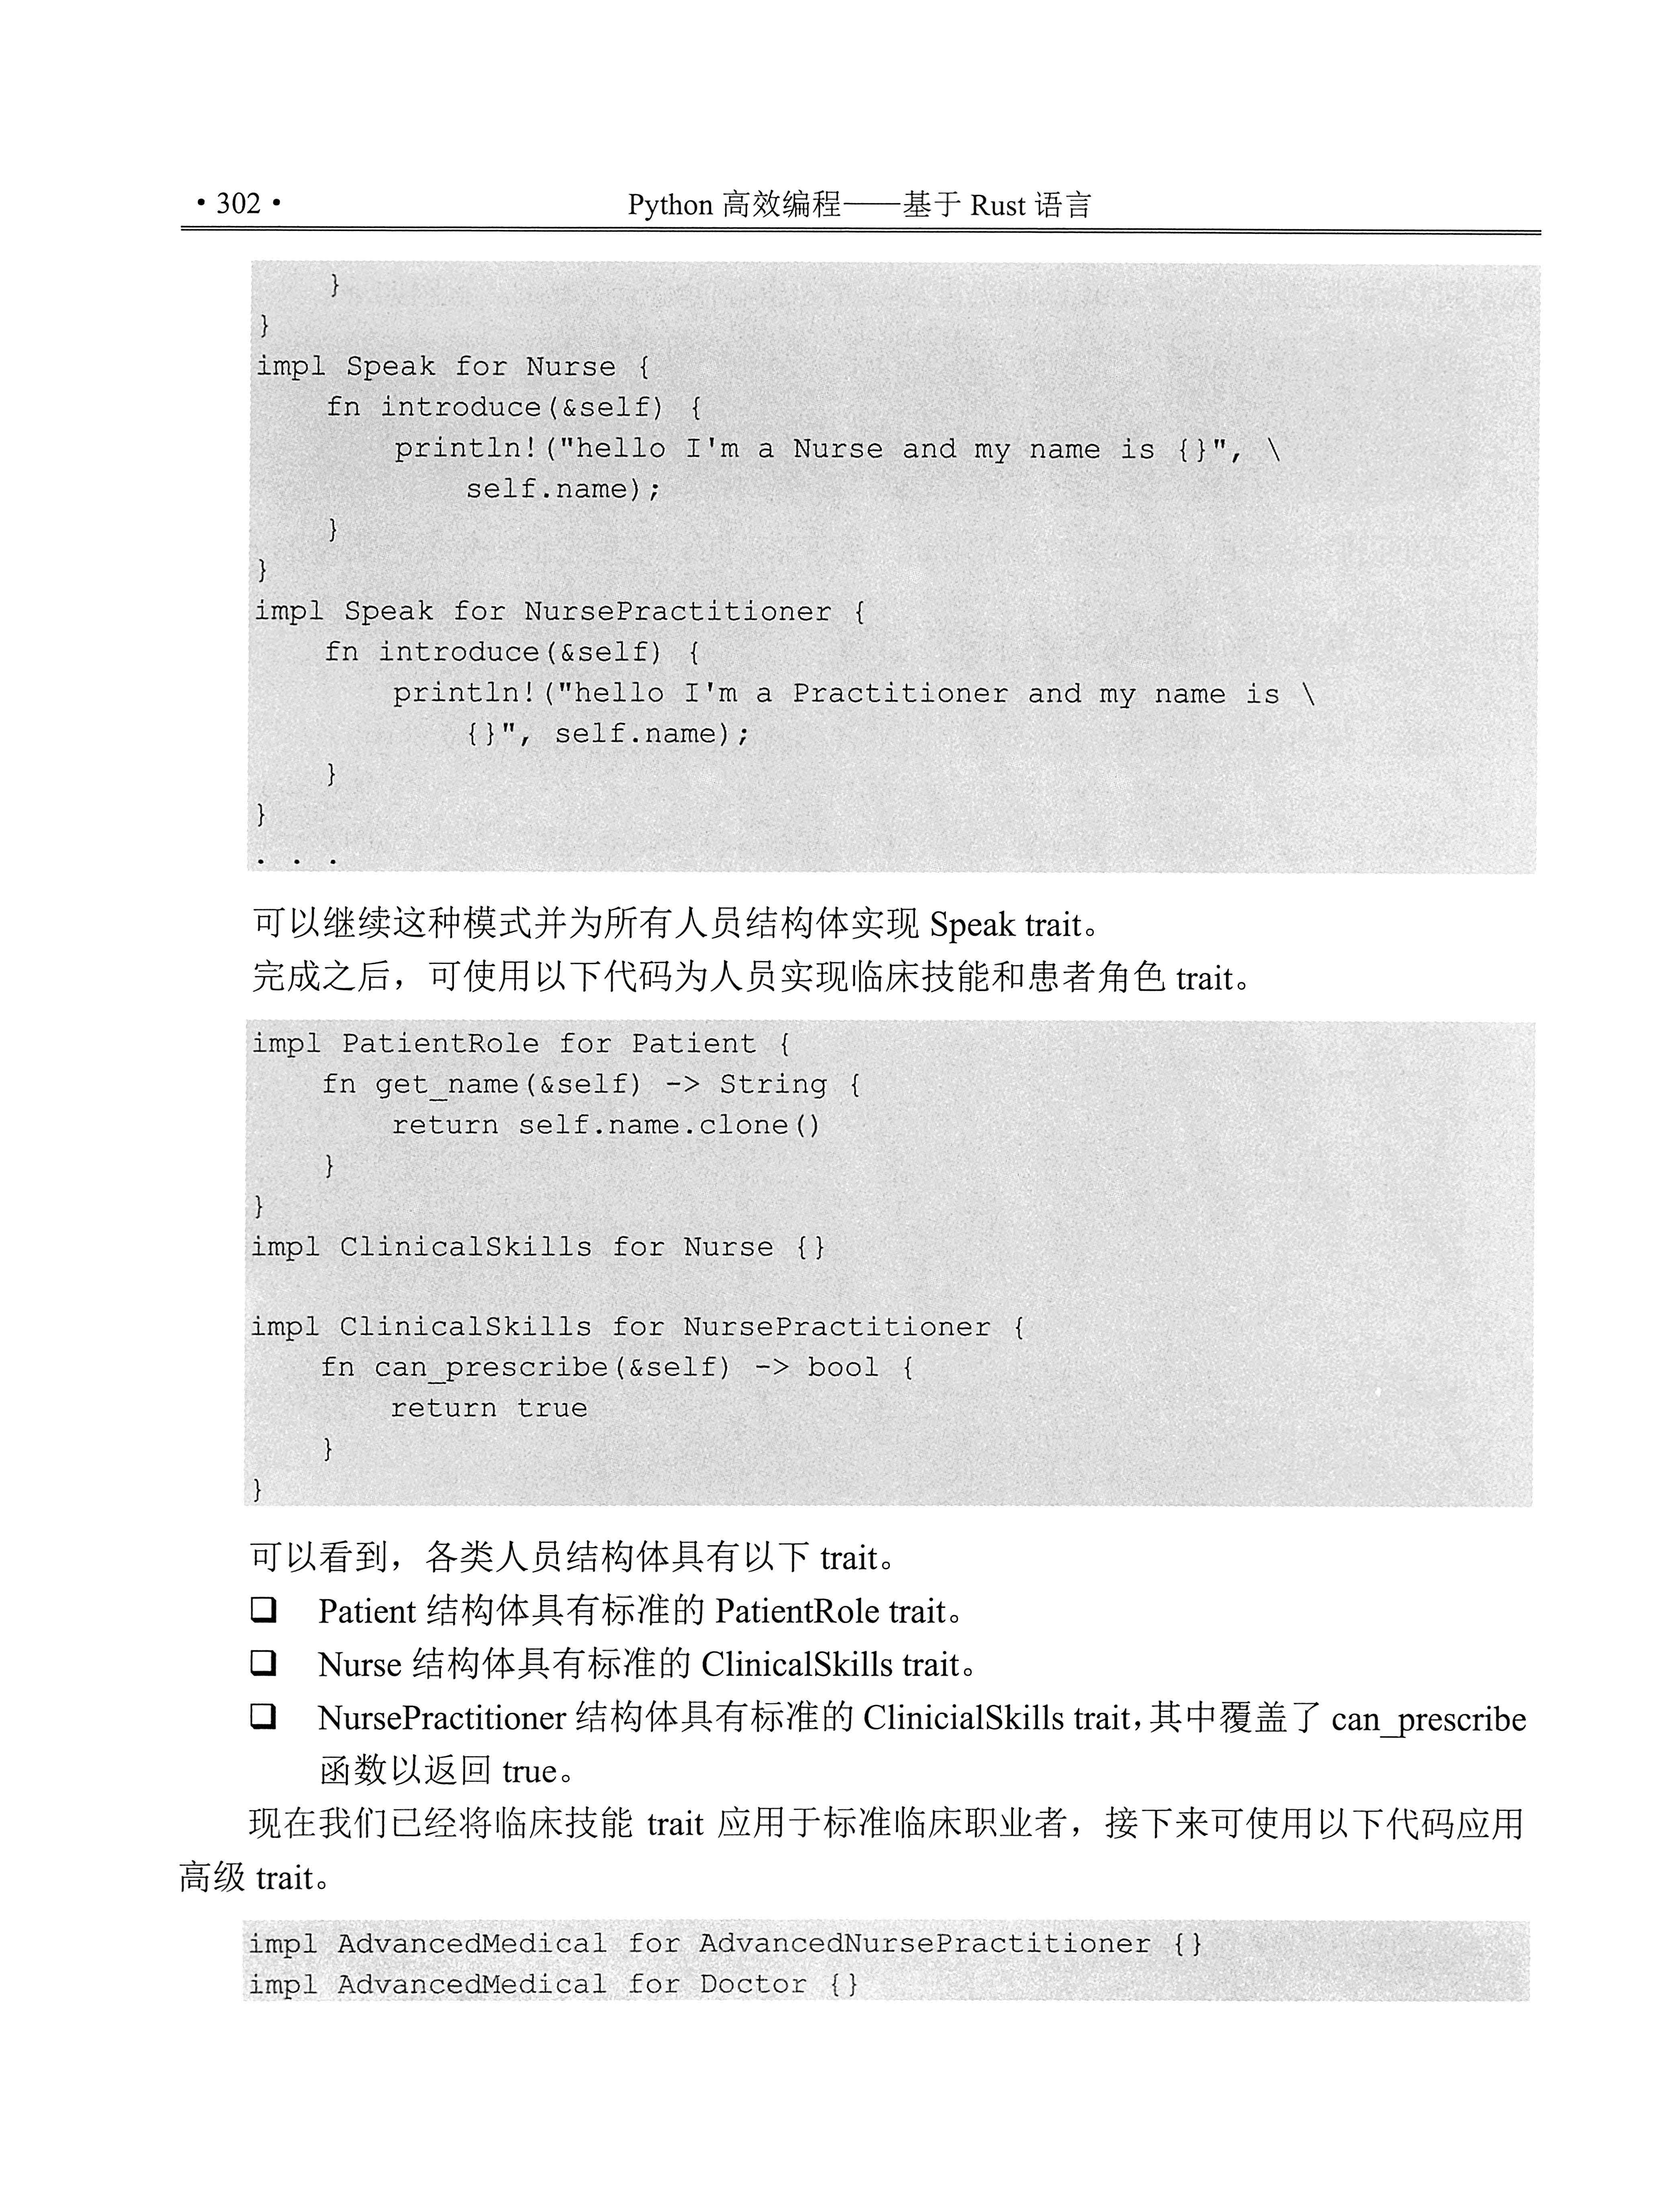 • 302 •
Python 高效编程——基于 Rust 语言
    }
}
impl Speak for Nurse {
    fn introduce(&self) {
        println!("hello I'm a Nurse and my name is {}", \
            self.name);
    }
}
impl Speak for NursePractitioner {
    fn introduce(&self) {
        println!("hello I'm a Practitioner and my name is \
            {}", self.name);
    }
}
. . .
可以继续这种模式并为所有人员结构体实现 Speak trait。
完成之后，可使用以下代码为人员实现临床技能和患者角色 trait。
impl PatientRole for Patient {
    fn get_name(&self) -> String {
        return self.name.clone()
    }
}
impl ClinicalSkills for Nurse {}
impl ClinicalSkills for NursePractitioner {
    fn can_prescribe(&self) -> bool {
        return true
    }
}
可以看到，各类人员结构体具有以下 trait。
❑ Patient 结构体具有标准的 PatientRole trait。
❑ Nurse 结构体具有标准的 ClinicalSkills trait。
❑ NursePractitioner 结构体具有标准的 ClinicialSkills trait，其中覆盖了 can_prescribe
函数以返回 true。
现在我们已经将临床技能 trait 应用于标准临床职业者，接下来可使用以下代码应用
高级 trait。
impl AdvancedMedical for AdvancedNursePractitioner {}
impl AdvancedMedical for Doctor {}